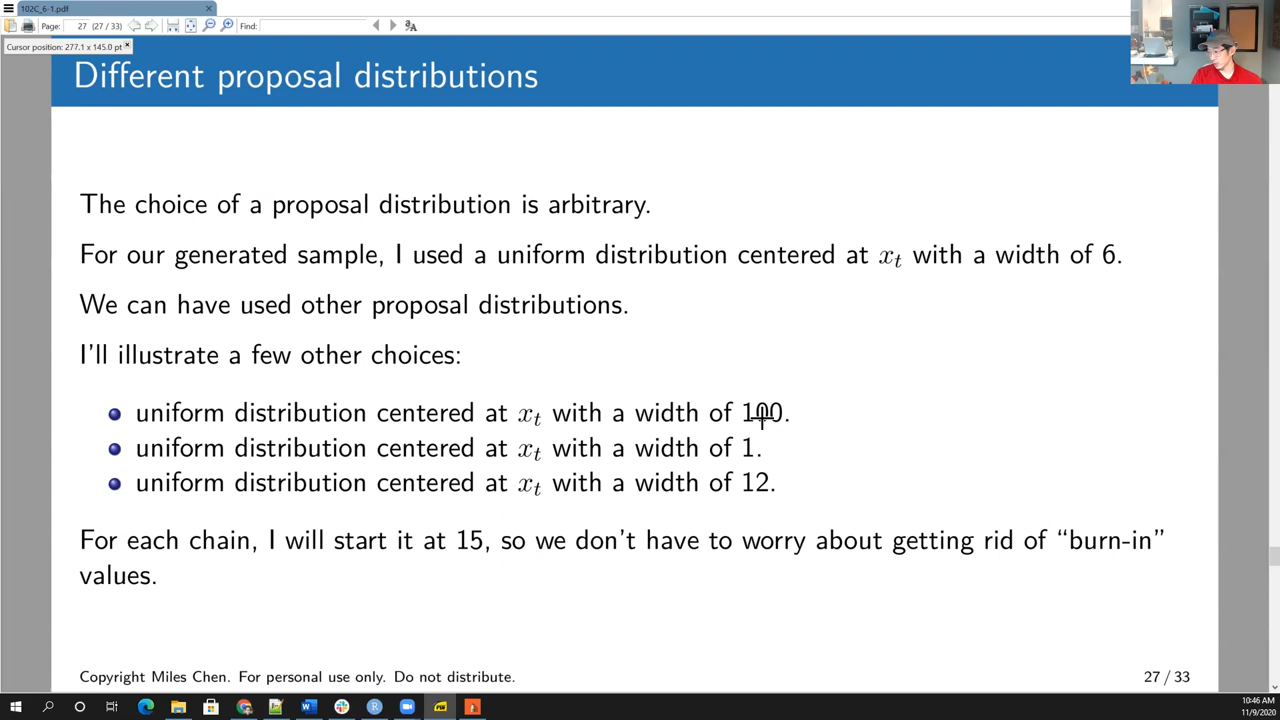 102C_6-1.pdf
Page: 27 (27 / 33) Find:
Cursor position: 277.1 x 145.0 pt
Different proposal distributions
The choice of a proposal distribution is arbitrary.
For our generated sample, I used a uniform distribution centered at xₜ with a width of 6.
We can have used other proposal distributions.
I'll illustrate a few other choices:
uniform distribution centered at xₜ with a width of 100.
uniform distribution centered at xₜ with a width of 1.
uniform distribution centered at xₜ with a width of 12.
For each chain, I will start it at 15, so we don't have to worry about getting rid of “burn-in”
values.
Copyright Miles Chen. For personal use only. Do not distribute. 27 / 33
10:46 AM
11/9/2020